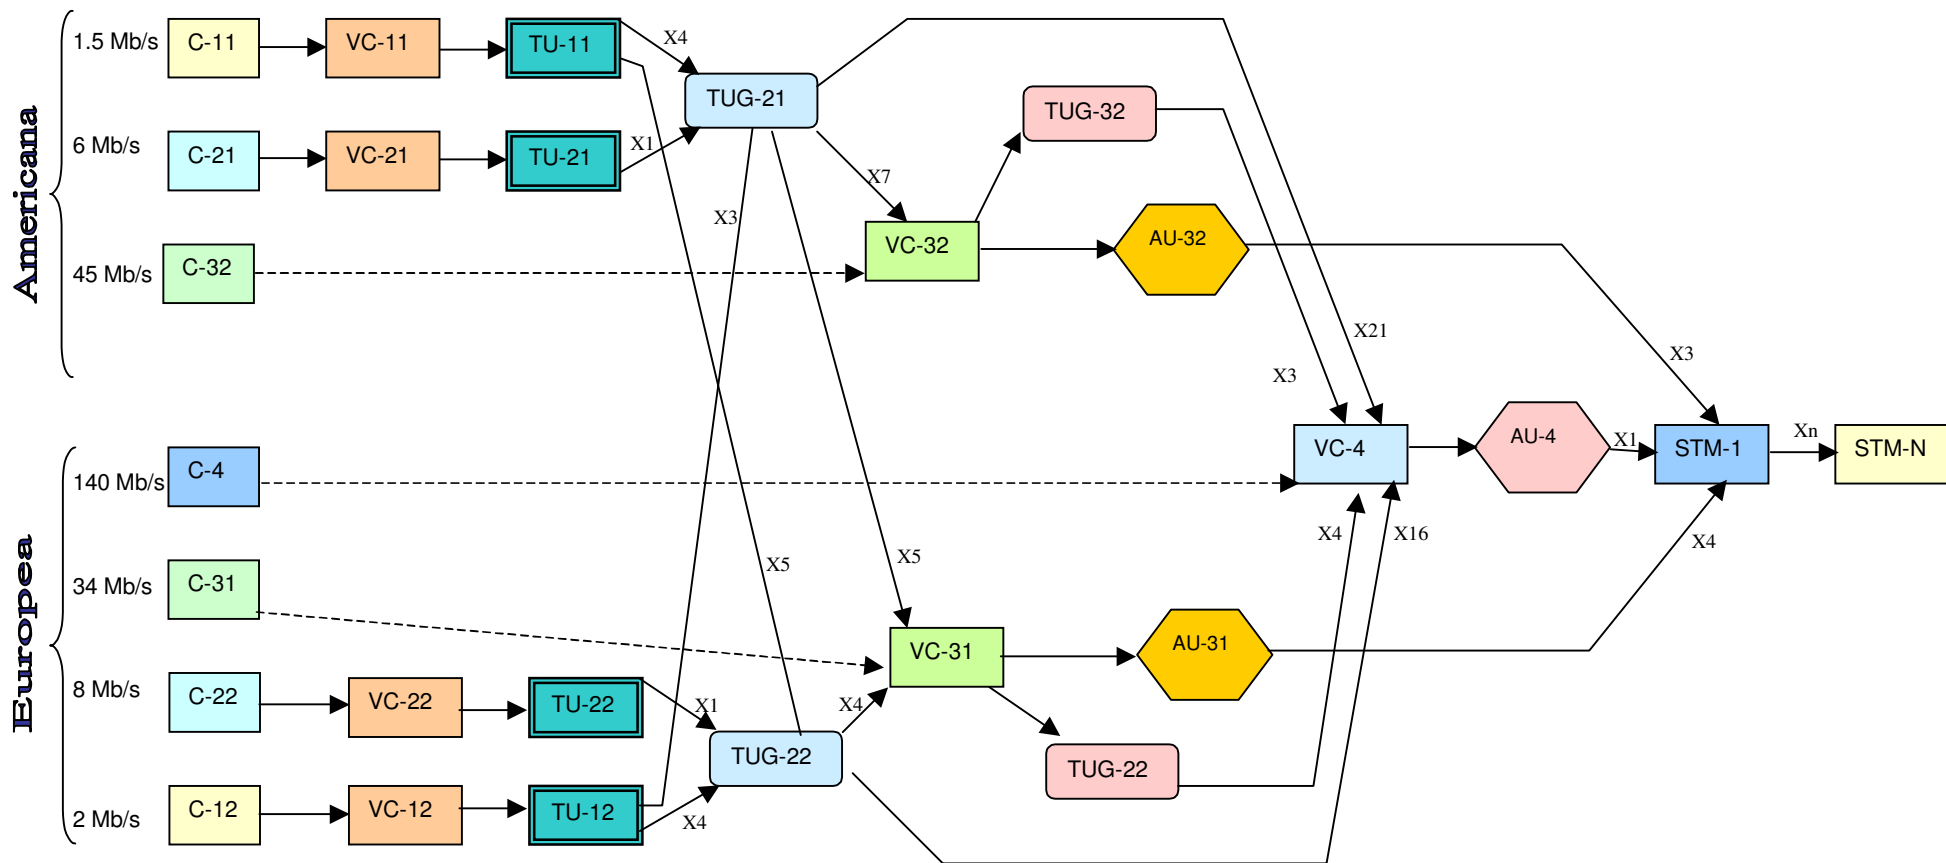 Americana
1.5 Mb/s
C-11
VC-11
TU-11
X4
TUG-21
6 Mb/s
C-21
VC-21
TU-21
X1
TUG-32
X7
X3
45 Mb/s
C-32
VC-32
AU-32
X21
X3
X3
Europea
140 Mb/s
C-4
VC-4
AU-4
X1
STM-1
Xn
STM-N
34 Mb/s
C-31
X5
X5
X4
X16
X4
VC-31
AU-31
8 Mb/s
C-22
VC-22
TU-22
X1
X4
TUG-22
TUG-22
2 Mb/s
C-12
VC-12
TU-12
X4